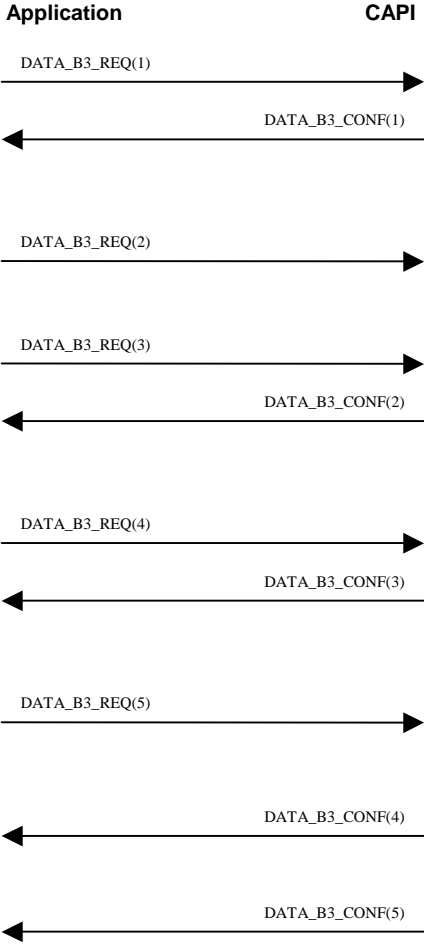 Application CAPI
DATA_B3_REQ(1)
DATA_B3_CONF(1)
DATA_B3_REQ(2)
DATA_B3_REQ(3)
DATA_B3_CONF(2)
DATA_B3_REQ(4)
DATA_B3_CONF(3)
DATA_B3_REQ(5)
DATA_B3_CONF(4)
DATA_B3_CONF(5)